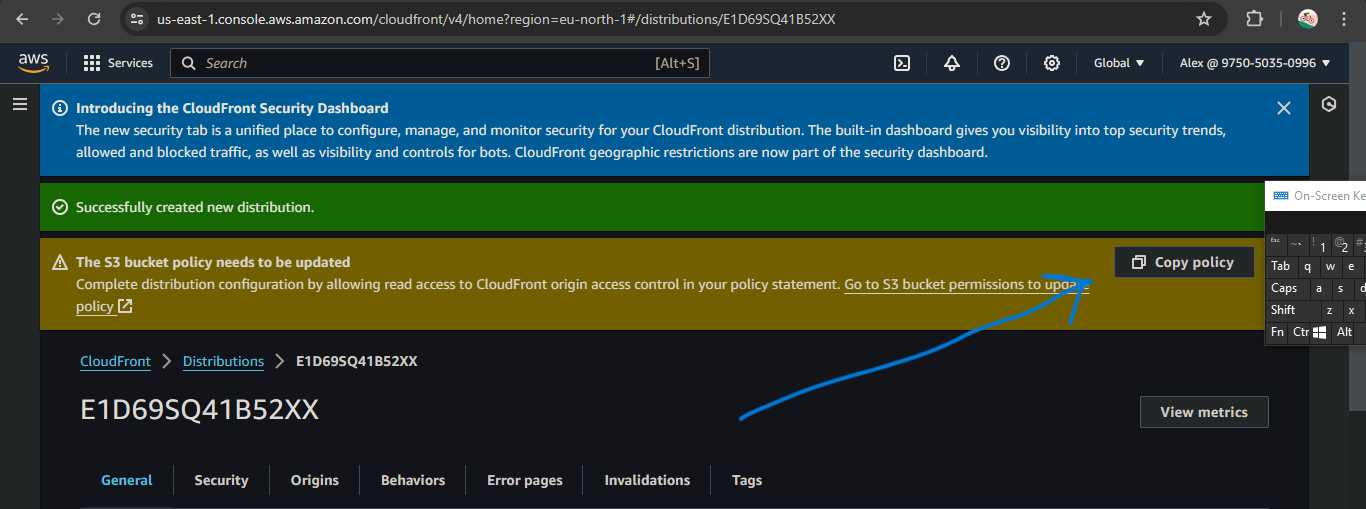 us-east-1.console.aws.amazon.com/cloudfront/v4/home?region=eu-north-1#/distributions/E1D69SQ41B52XX
aws Services Search [Alt+S] Global Alex @ 9750-5035-0996
Introducing the CloudFront Security Dashboard
The new security tab is a unified place to configure, manage, and monitor security for your CloudFront distribution. The built-in dashboard gives you visibility into top security trends,
allowed and blocked traffic, as well as visibility and controls for bots. CloudFront geographic restrictions are now part of the security dashboard.
Successfully created new distribution.
The S3 bucket policy needs to be updated
Copy policy
Complete distribution configuration by allowing read access to CloudFront origin access control in your policy statement. Go to S3 bucket permissions to update
policy
On-Screen Ke
Esc ~ ` ! 1 @ 2 #
Tab q w e
Caps a s d
Shift z x
Fn Ctr Alt
CloudFront > Distributions > E1D69SQ41B52XX
E1D69SQ41B52XX
View metrics
General Security Origins Behaviors Error pages Invalidations Tags